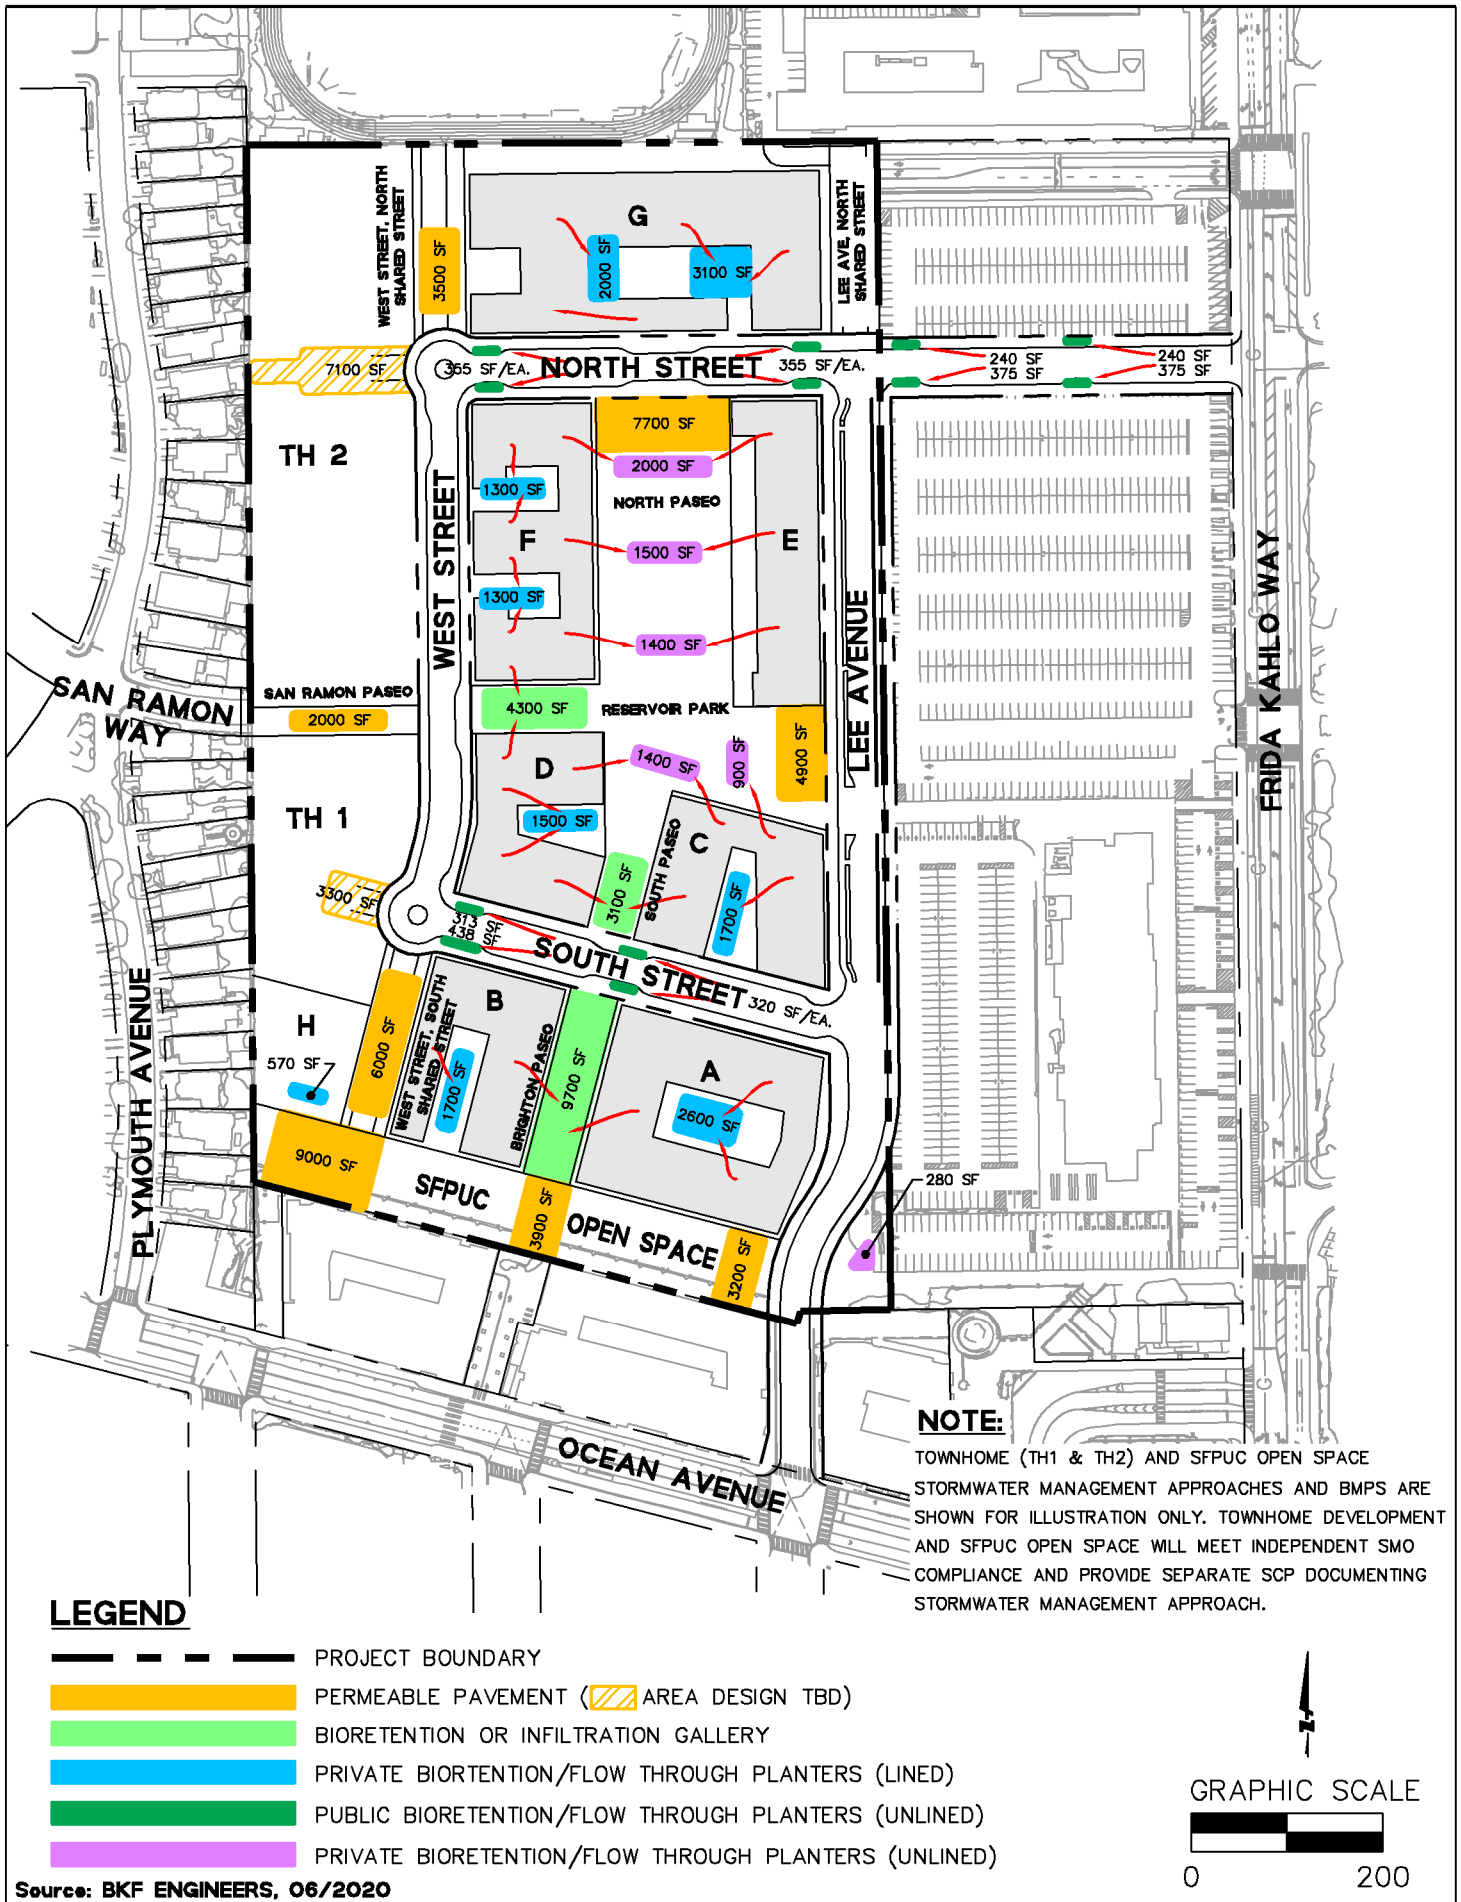 WEST STREET, NORTH
SHARED STREET
G
LEE AVE, NORTH
SHARED STREET
3500 SF
2000 SF
3100 SF
7100 SF
355 SF/EA.
NORTH STREET
355 SF/EA.
240 SF
375 SF
240 SF
375 SF
7700 SF
TH 2
2000 SF
1300 SF
NORTH PASEO
WEST STREET
F
1500 SF
E
1300 SF
LEE AVENUE
FRIDA KAHLO WAY
1400 SF
SAN RAMON
WAY
SAN RAMON PASEO
2000 SF
4300 SF
RESERVOIR PARK
D
1400 SF
900 SF
4900 SF
TH 1
1500 SF
SOUTH PASEO
C
3300 SF
3100 SF
1700 SF
313 SF
438 SF
SOUTH STREET
320 SF/EA.
PLYMOUTH AVENUE
H
570 SF
6000 SF
WEST STREET, SOUTH
SHARED STREET
B
1700 SF
BRIGHTON PASEO
9700 SF
A
2600 SF
9000 SF
SFPUC
3900 SF
OPEN SPACE
3200 SF
280 SF
G
G
OCEAN AVENUE
NOTE:
TOWNHOME (TH1 & TH2) AND SFPUC OPEN SPACE
STORMWATER MANAGEMENT APPROACHES AND BMPS ARE
SHOWN FOR ILLUSTRATION ONLY. TOWNHOME DEVELOPMENT
AND SFPUC OPEN SPACE WILL MEET INDEPENDENT SMO
COMPLIANCE AND PROVIDE SEPARATE SCP DOCUMENTING
STORMWATER MANAGEMENT APPROACH.
LEGEND
PROJECT BOUNDARY
PERMEABLE PAVEMENT ( AREA DESIGN TBD)
BIORETENTION OR INFILTRATION GALLERY
PRIVATE BIORTENTION/FLOW THROUGH PLANTERS (LINED)
PUBLIC BIORETENTION/FLOW THROUGH PLANTERS (UNLINED)
PRIVATE BIORETENTION/FLOW THROUGH PLANTERS (UNLINED)
Z
GRAPHIC SCALE
0 200
Source: BKF ENGINEERS, 06/2020